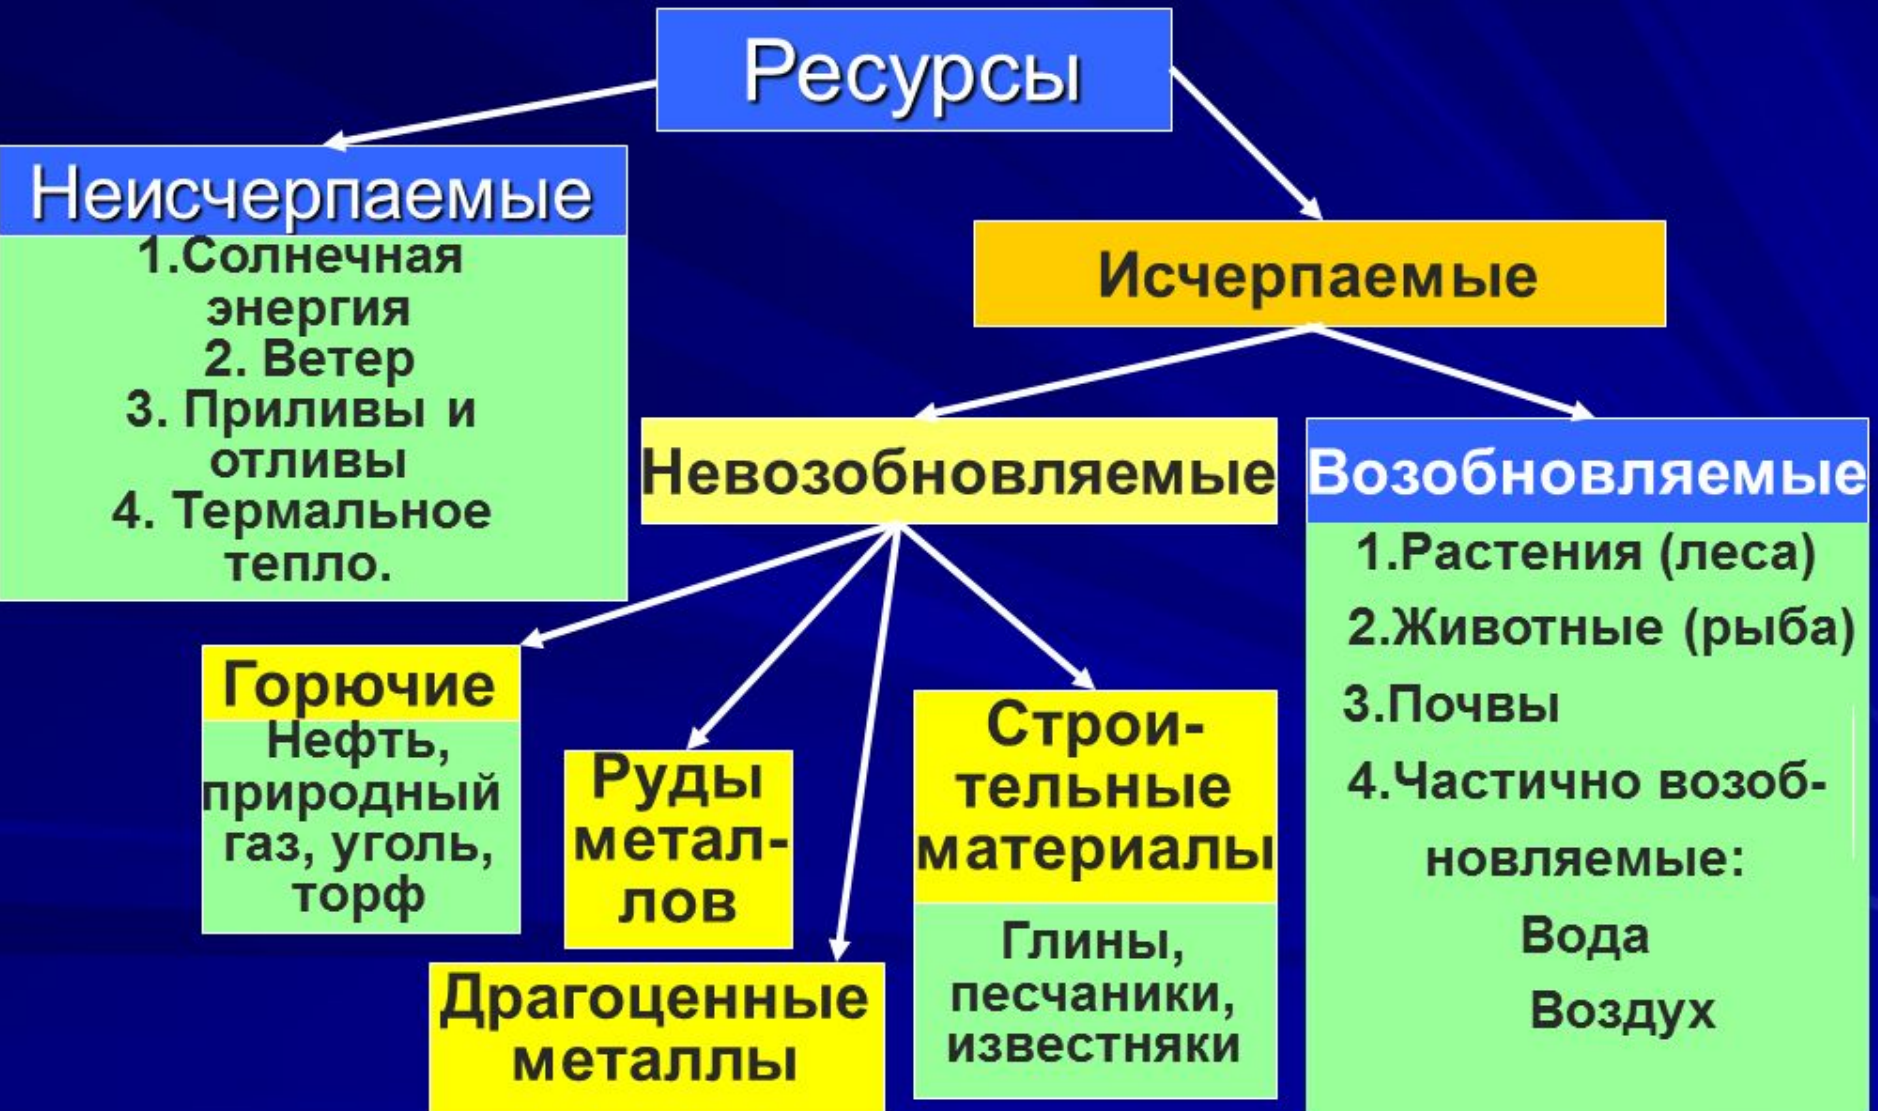 Ресурсы
Неисчерпаемые
1.Солнечная
энергия
2. Ветер
3. Приливы и
отливы
4. Термальное
тепло.
Исчерпаемые
Невозобновляемые
Горючие
Нефть,
природный
газ, уголь,
торф
Руды
метал-
лов
Драгоценные
металлы
Строи-
тельные
материалы
Глины,
песчаники,
известняки
Возобновляемые
1.Растения (леса)
2.Животные (рыба)
3.Почвы
4.Частично возоб-
новляемые:
Вода
Воздух